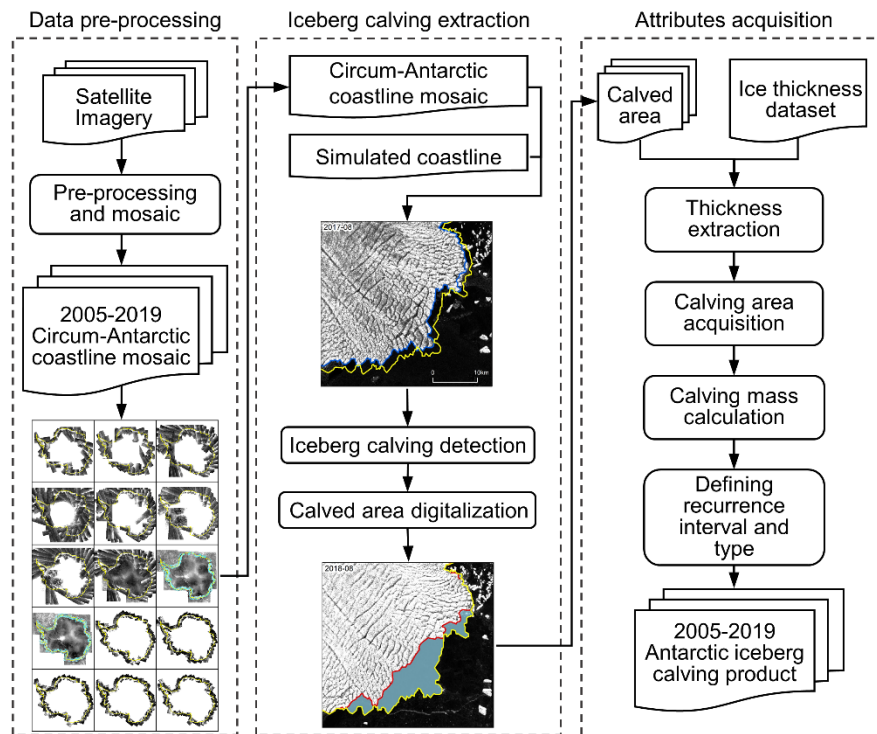 Data pre-processing
Satellite
Imagery
Pre-processing
and mosaic
2005-2019
Circum-Antarctic
coastline mosaic
Iceberg calving extraction
Circum-Antarctic
coastline mosaic
Simulated coastline
2017-08
0 10km
Iceberg calving detection
Calved area digitalization
2018-08
Attributes acquisition
Calved
area
Ice thickness
dataset
Thickness
extraction
Calving area
acquisition
Calving mass
calculation
Defining
recurrence
interval and
type
2005-2019
Antarctic iceberg
calving product